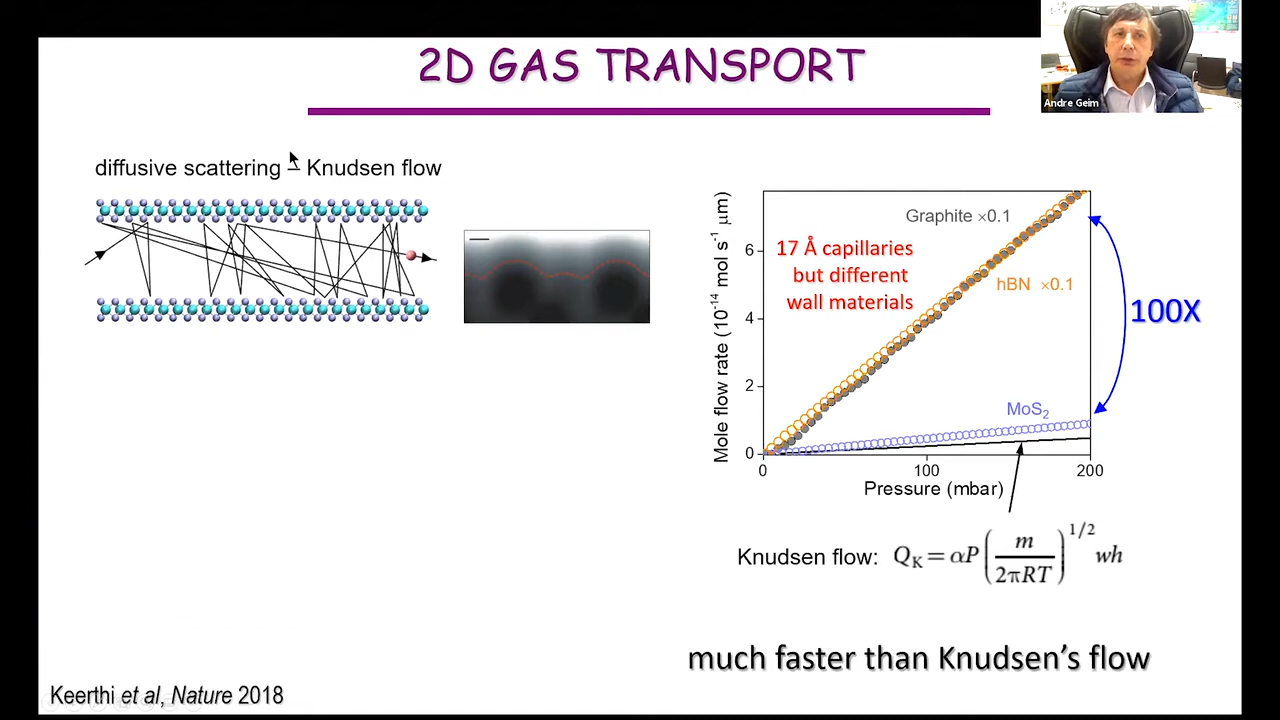 2D GAS TRANSPORT
Andre Geim
diffusive scattering – Knudsen flow
Mole flow rate (10⁻¹⁴ mol s⁻¹ μm)
6
4
2
0
0
100
200
Pressure (mbar)
Graphite ×0.1
17 Å capillaries
but different
wall materials
hBN ×0.1
100X
MoS₂
Knudsen flow: Q_K = αP (m / 2πRT)^1/2 wh
much faster than Knudsen's flow
Keerthi et al, Nature 2018